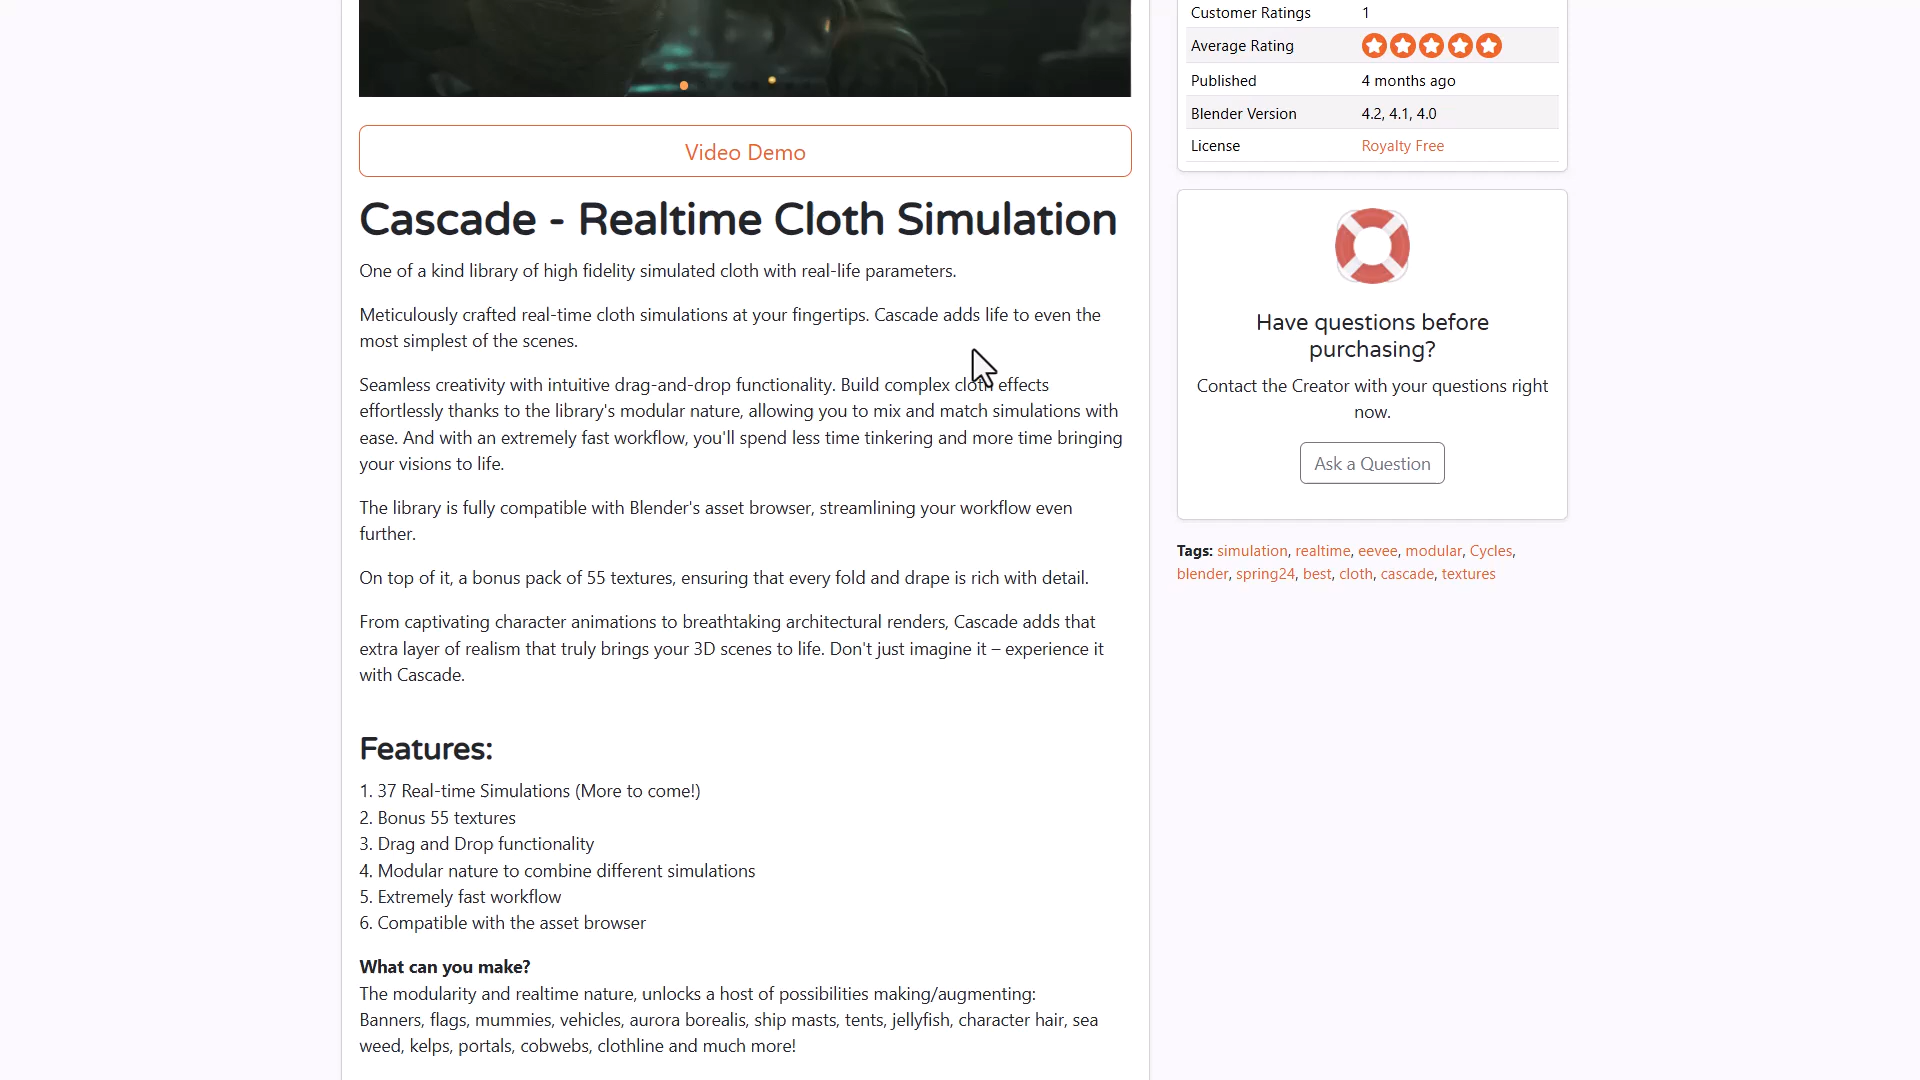 Customer Ratings 1
Average Rating
Published 4 months ago
Blender Version 4.2, 4.1, 4.0
License Royalty Free
Video Demo
Cascade - Realtime Cloth Simulation
One of a kind library of high fidelity simulated cloth with real-life parameters.
Meticulously crafted real-time cloth simulations at your fingertips. Cascade adds life to even the
most simplest of the scenes.
Seamless creativity with intuitive drag-and-drop functionality. Build complex cloth effects
effortlessly thanks to the library's modular nature, allowing you to mix and match simulations with
ease. And with an extremely fast workflow, you'll spend less time tinkering and more time bringing
your visions to life.
The library is fully compatible with Blender's asset browser, streamlining your workflow even
further.
On top of it, a bonus pack of 55 textures, ensuring that every fold and drape is rich with detail.
From captivating character animations to breathtaking architectural renders, Cascade adds that
extra layer of realism that truly brings your 3D scenes to life. Don't just imagine it – experience it
with Cascade.
Features:
1. 37 Real-time Simulations (More to come!)
2. Bonus 55 textures
3. Drag and Drop functionality
4. Modular nature to combine different simulations
5. Extremely fast workflow
6. Compatible with the asset browser
What can you make?
The modularity and realtime nature, unlocks a host of possibilities making/augmenting:
Banners, flags, mummies, vehicles, aurora borealis, ship masts, tents, jellyfish, character hair, sea
weed, kelps, portals, cobwebs, clothline and much more!
Have questions before
purchasing?
Contact the Creator with your questions right
now.
Ask a Question
Tags: simulation, realtime, eevee, modular, Cycles,
blender, spring24, best, cloth, cascade, textures